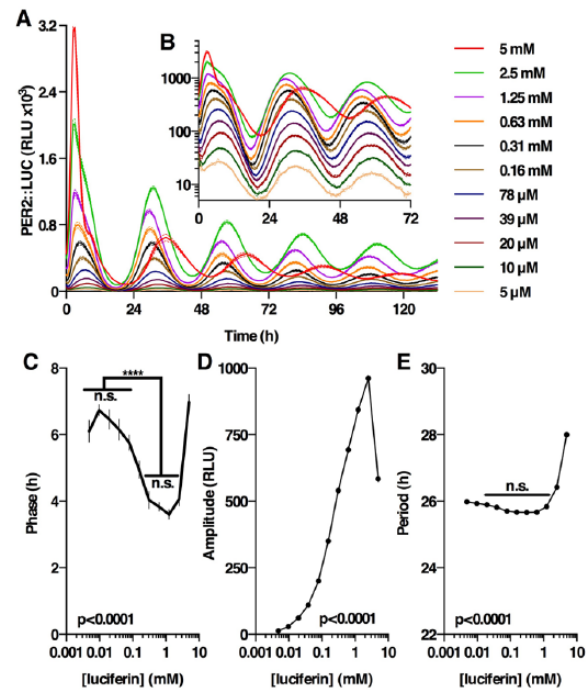 A
B
PER2::LUC (RLU x10³)
3.2
2.4
1.6
0.8
0
0 24 48 72 96 120
Time (h)
1000
100
10
0 24 48 72
5 mM
2.5 mM
1.25 mM
0.63 mM
0.31 mM
0.16 mM
78 µM
39 µM
20 µM
10 µM
5 µM
C
Phase (h)
8
6
4
2
0
****
n.s.
n.s.
p<0.0001
0.001 0.01 0.1 1 10
[luciferin] (mM)
D
Amplitude (RLU)
1000
750
500
250
0
p<0.0001
0.001 0.01 0.1 1 10
[luciferin] (mM)
E
Period (h)
30
28
26
24
22
n.s.
p<0.0001
0.001 0.01 0.1 1 10
[luciferin] (mM)